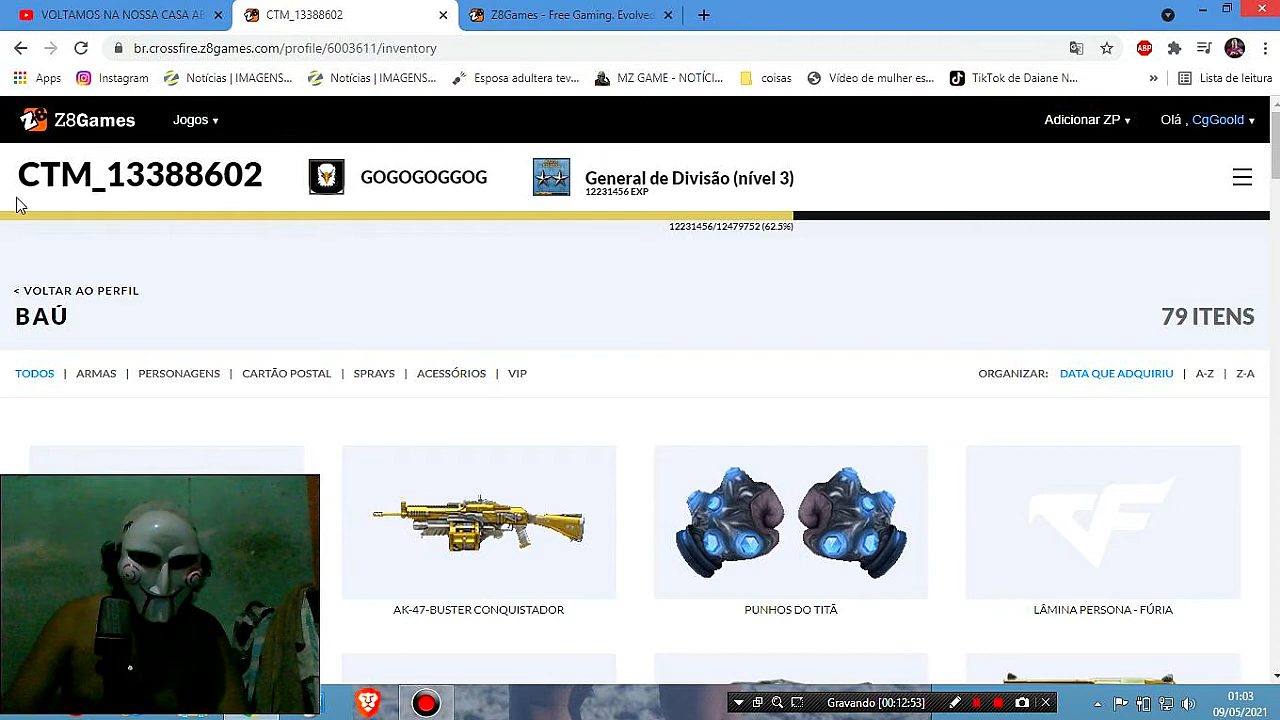 VOLTAMOS NA NOSSA CASA AB
CTM_13388602
Z8Games - Free Gaming. Evolved
br.crossfire.z8games.com/profile/6003611/inventory
ABP
Apps
Instagram
Notícias | IMAGENS...
Notícias | IMAGENS...
Esposa adultera tev...
MZ GAME - NOTÍCI...
costa
Vídeo de mulher es...
TikTok de Daiane N...
»
Lista de leitura
Z8Games
Jogos
Adicionar ZP
Olá , CgGoold
CTM_13388602
GOGOGOGGOG
General de Divisão (nível 3)
12231456 EXP
12231456/12479752 (62.5%)
< VOLTAR AO PERFIL
BAÚ
79 ITENS
TODOS | ARMAS | PERSONAGENS | CARTÃO POSTAL | SPRAYS | ACESSÓRIOS | VIP
ORGANIZAR: DATA QUE ADQUIRIU | A-Z | Z-A
AK-47-BUSTER CONQUISTADOR
PUNHOS DO TITÃ
LÂMINA PERSONA - FÚRIA
Gravando [00:12:53]
01:03
09/05/2021